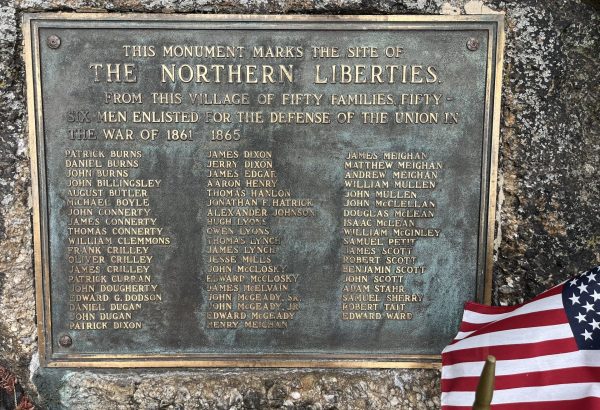 THIS MONUMENT MARKS THE SITE OF
THE NORTHERN LIBERTIES.
FROM THIS VILLAGE OF FIFTY FAMILIES, FIFTY-
SIX MEN ENLISTED FOR THE DEFENSE OF THE UNION IN
THE WAR OF 1861 1865
PATRICK BURNS
DANIEL BURNS
JOHN BURNS
JOHN BILLINGSLEY
AUGUST BUTLER
MICHAEL BOYLE
JOHN CONNERTY
JAMES CONNERTY
THOMAS CONNERTY
WILLIAM CLEMMONS
FRANK CRILLEY
OLIVER CRILLEY
JAMES CRILLEY
PATRICK CURRAN
JOHN DOUGHERTY
EDWARD G. DODSON
DANIEL DUGAN
JOHN DUGAN
PATRICK DIXON
JAMES DIXON
JERRY DIXON
JAMES EDGAR
AARON HENRY
THOMAS HANLON
JONATHAN F. HATRICK
ALEXANDER JOHNSON
HUGH LYONS
OWEN LYONS
THOMAS LYNCH
JAMES LYNCH
JESSE MILLS
JOHN McCLOSK
EDWARD McCLOSKY
JAMES McELVAIN
JOHN McGEADY, SR.
JOHN McGEADY, JR.
EDWARD McGEADY
HENRY MEIGHAN
JAMES MEIGHAN
MATTHEW MEIGHAN
ANDREW MEIGHAN
WILLIAM MULLEN
JOHN MULLEN
JOHN McCLELLAN
DOUGLAS McLEAN
ISAAC McLEAN
WILLIAM McGINLEY
SAMUEL PETIT
JAMES SCOTT
ROBERT SCOTT
BENJAMIN SCOTT
JOHN SCOTT
ADAM STAHR
SAMUEL SHERRY
ROBERT TAIT
EDWARD WARD